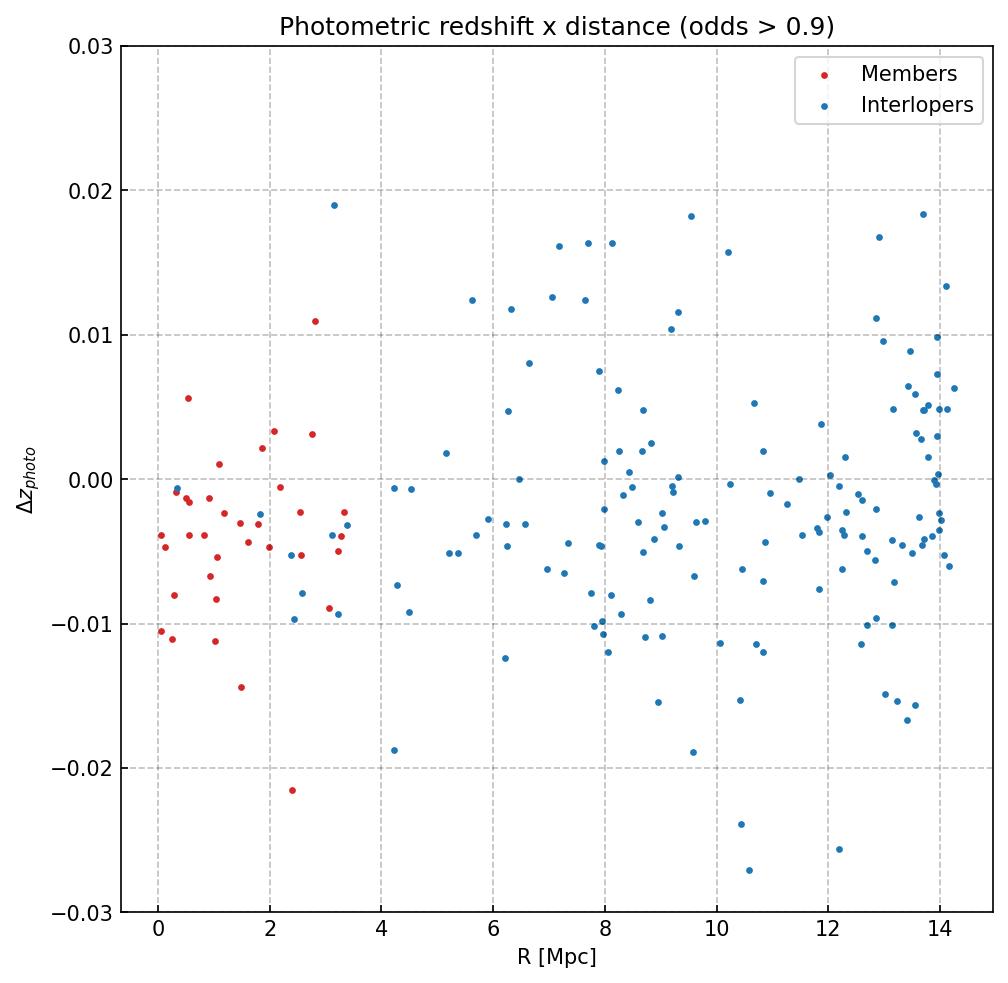 Photometric redshift x distance (odds > 0.9)
Members
Interlopers
0.03
0.02
0.01
0.00
−0.01
−0.02
−0.03
Δz_photo
0 2 4 6 8 10 12 14
R [Mpc]